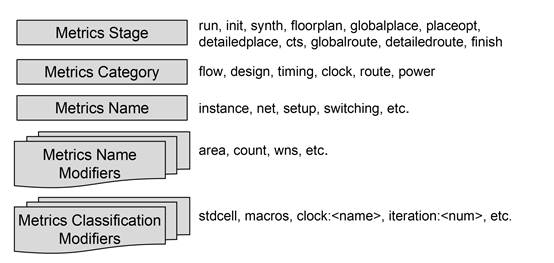 Metrics Stage
run, init, synth, floorplan, globalplace, placeopt,
detailedplace, cts, globalroute, detailedroute, finish
Metrics Category
flow, design, timing, clock, route, power
Metrics Name
instance, net, setup, switching, etc.
Metrics Name
Modifiers
area, count, wns, etc.
Metrics Classification
Modifiers
stdcell, macros, clock:<name>, iteration:<num>, etc.